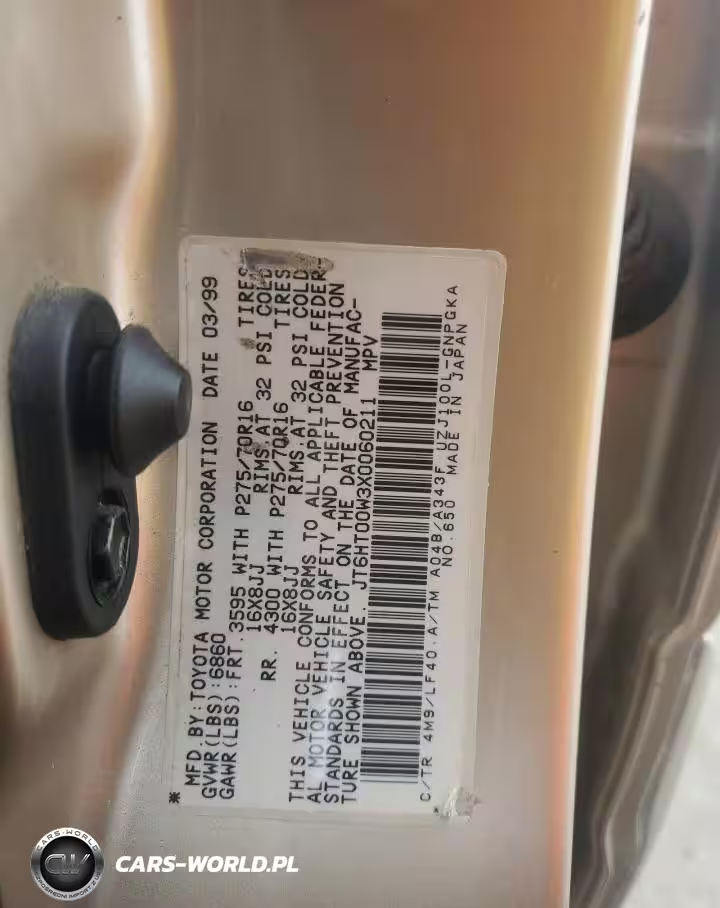 MFD.BY:TOYOTA MOTOR CORPORATION DATE 03/99
GVWR(LBS):6860
GAWR(LBS):FRT.3595 WITH P275/70R16 TIRES
16X8JJ RIMS,AT 32 PSI COLD
RR. 4300 WITH P275/70R16 TIRES
16X8JJ RIMS,AT 32 PSI COLD
THIS VEHICLE CONFORMS TO ALL APPLICABLE FEDER-
AL MOTOR VEHICLE SAFETY AND THEFT PREVENTION
STANDARDS IN EFFECT ON THE DATE OF MANUFAC-
TURE SHOWN ABOVE. JT6HT00W3X0060211 MPV
C/TR 4M9/LF40.A/TM A04B/A343F UZJ100L-GNPGKA
NO.650 MADE IN JAPAN
CARS-WORLD
CW
CARS-WORLD.PL